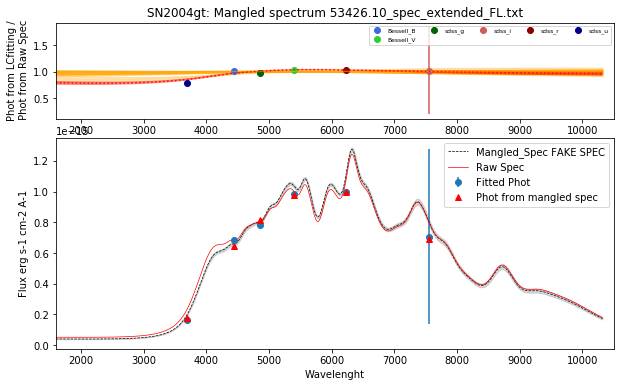 SN2004gt: Mangled spectrum 53426.10_spec_extended_FL.txt
Phot from LCfitting /
Phot from Raw Spec
1.5
1.0
0.5
Bessell_B
Bessell_V
sdss_g
sdss_i
sdss_r
sdss_u
2000 3000 4000 5000 6000 7000 8000 9000 10000
Flux erg s-1 cm-2 A-1
1.2
1.0
0.8
0.6
0.4
0.2
0.0
Mangled_Spec FAKE SPEC
Raw Spec
Fitted Phot
Phot from mangled spec
2000 3000 4000 5000 6000 7000 8000 9000 10000
Wavelenght